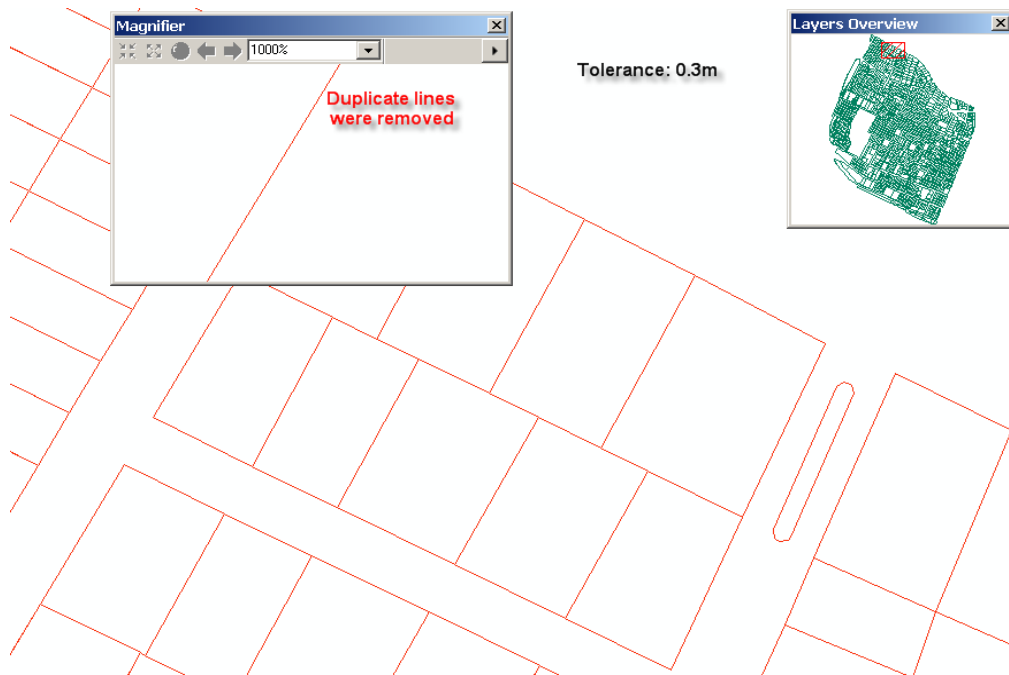 Magnifier
1000%
Duplicate lines
were removed
Tolerance: 0.3m
Layers Overview